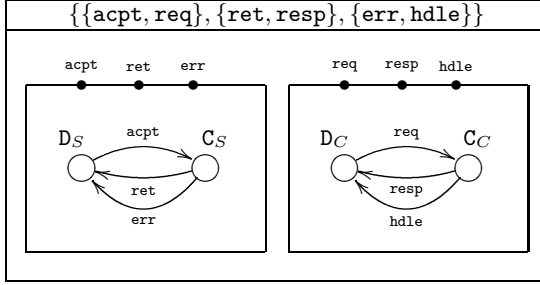 {{acpt, req}, {ret, resp}, {err, hdle}}
acpt ret err req resp hdle
D_S acpt C_S D_C req C_C
ret resp
err hdle